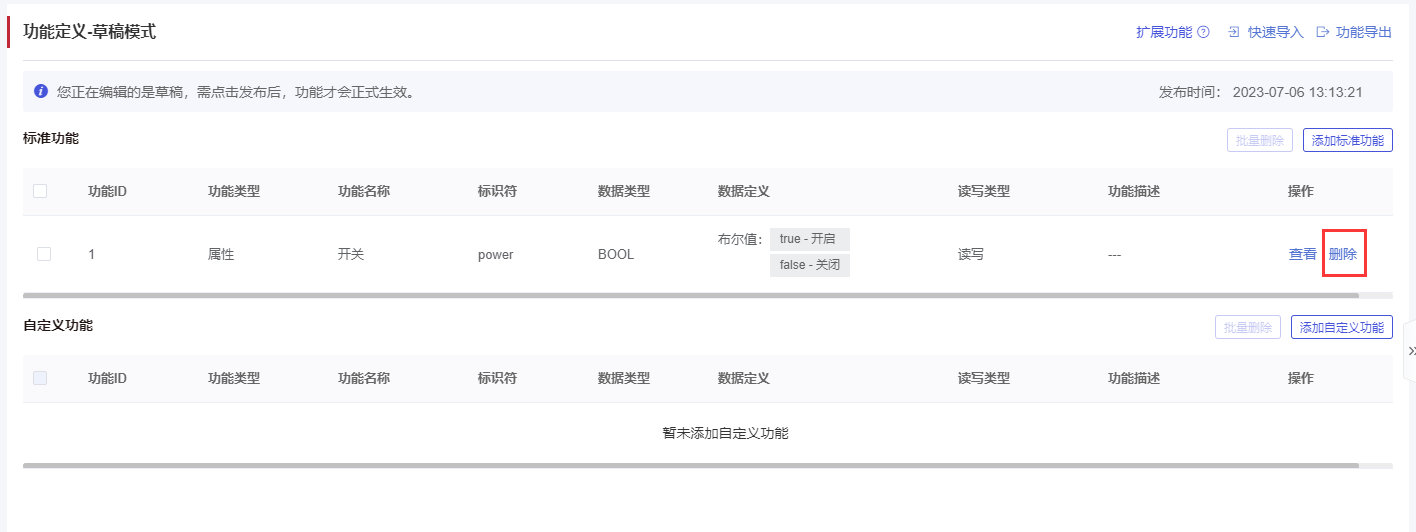 功能定义-草稿模式
扩展功能 快速导入 功能导出
您正在编辑的是草稿，需点击发布后，功能才会正式生效。 发布时间： 2023-07-06 13:13:21
标准功能 批量删除 添加标准功能
功能ID 功能类型 功能名称 标识符 数据类型 数据定义 读写类型 功能描述 操作
1 属性 开关 power BOOL 布尔值： true - 开启 读写 --- 查看 删除
false - 关闭
自定义功能 批量删除 添加自定义功能
功能ID 功能类型 功能名称 标识符 数据类型 数据定义 读写类型 功能描述 操作
暂未添加自定义功能